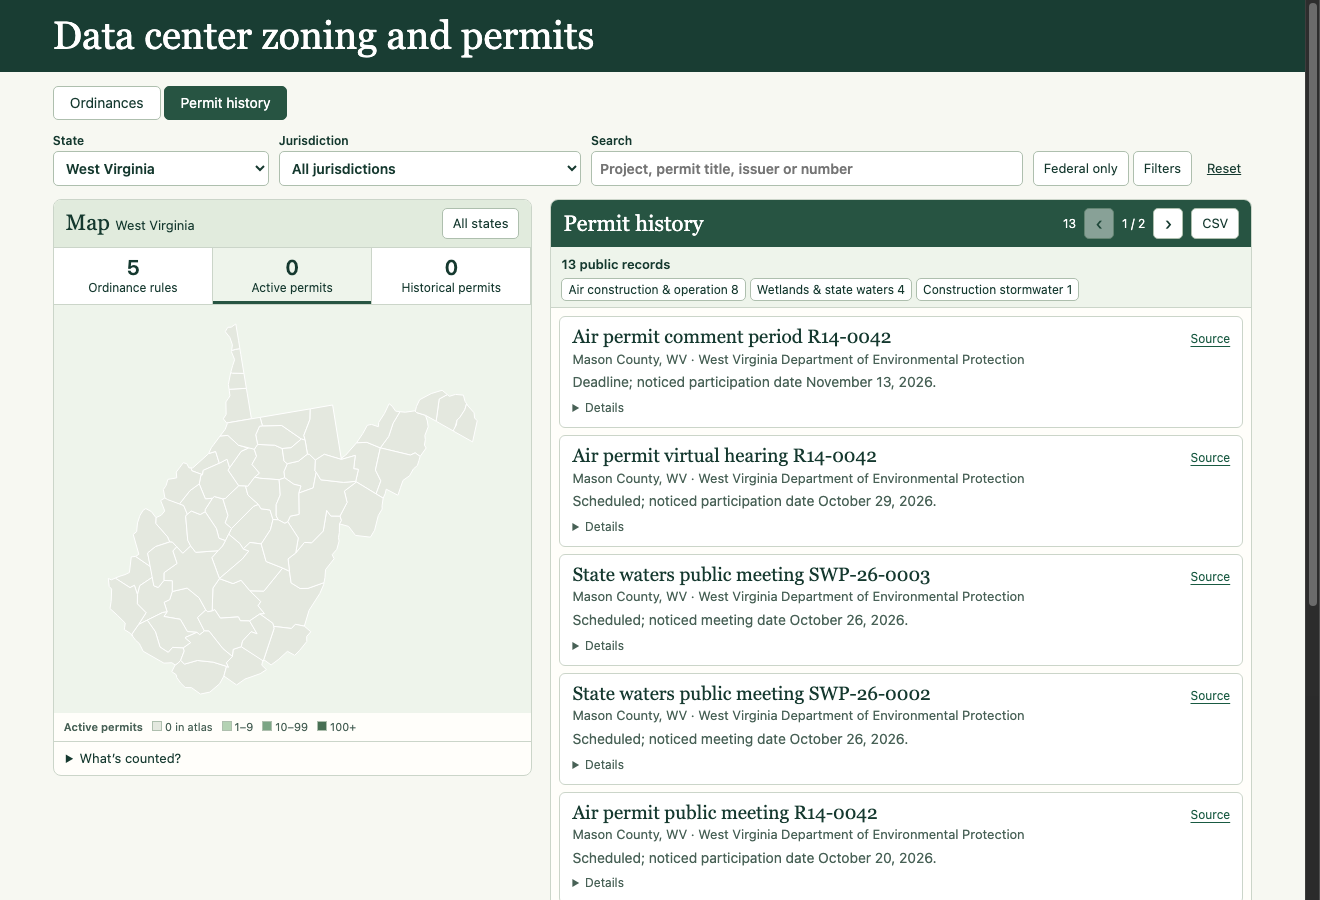 Data center zoning and permits
Ordinances
Permit history
State
Jurisdiction
Search
West Virginia
All jurisdictions
Project, permit title, issuer or number
Federal only
Filters
Reset
Map West Virginia
All states
5
Ordinance rules
0
Active permits
0
Historical permits
Active permits 0 in atlas 1–9 10–99 100+
What's counted?
Permit history
13 ‹ 1 / 2 › CSV
13 public records
Air construction & operation 8
Wetlands & state waters 4
Construction stormwater 1
Air permit comment period R14-0042
Source
Mason County, WV · West Virginia Department of Environmental Protection
Deadline; noticed participation date November 13, 2026.
Details
Air permit virtual hearing R14-0042
Source
Mason County, WV · West Virginia Department of Environmental Protection
Scheduled; noticed participation date October 29, 2026.
Details
State waters public meeting SWP-26-0003
Source
Mason County, WV · West Virginia Department of Environmental Protection
Scheduled; noticed meeting date October 26, 2026.
Details
State waters public meeting SWP-26-0002
Source
Mason County, WV · West Virginia Department of Environmental Protection
Scheduled; noticed meeting date October 26, 2026.
Details
Air permit public meeting R14-0042
Source
Mason County, WV · West Virginia Department of Environmental Protection
Scheduled; noticed participation date October 20, 2026.
Details